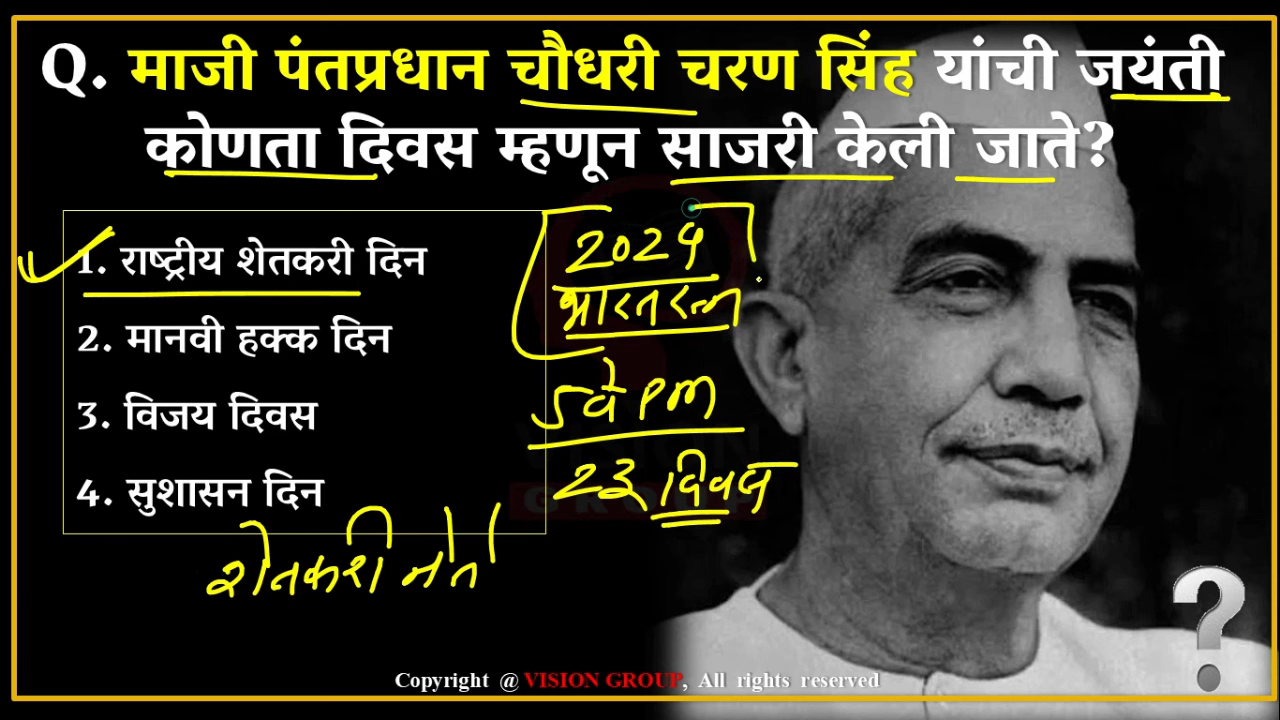 Q. माजी पंतप्रधान चौधरी चरण सिंह यांची जयंती
कोणता दिवस म्हणून साजरी केली जाते?
1. राष्ट्रीय शेतकरी दिन
2. मानवी हक्क दिन
3. विजय दिवस
4. सुशासन दिन
2024
भारतरत्न
5वे PM
23 दिवस
शेतकरी नेते
GROUP
Copyright @ VISION GROUP, All rights reserved
?